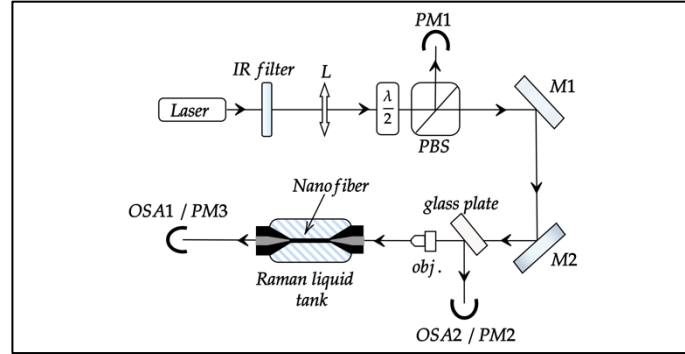 PM1
IR filter
L
M1
Laser
λ/2
PBS
Nanofiber
glass plate
OSA1 / PM3
M2
obj.
Raman liquid
tank
OSA2 / PM2